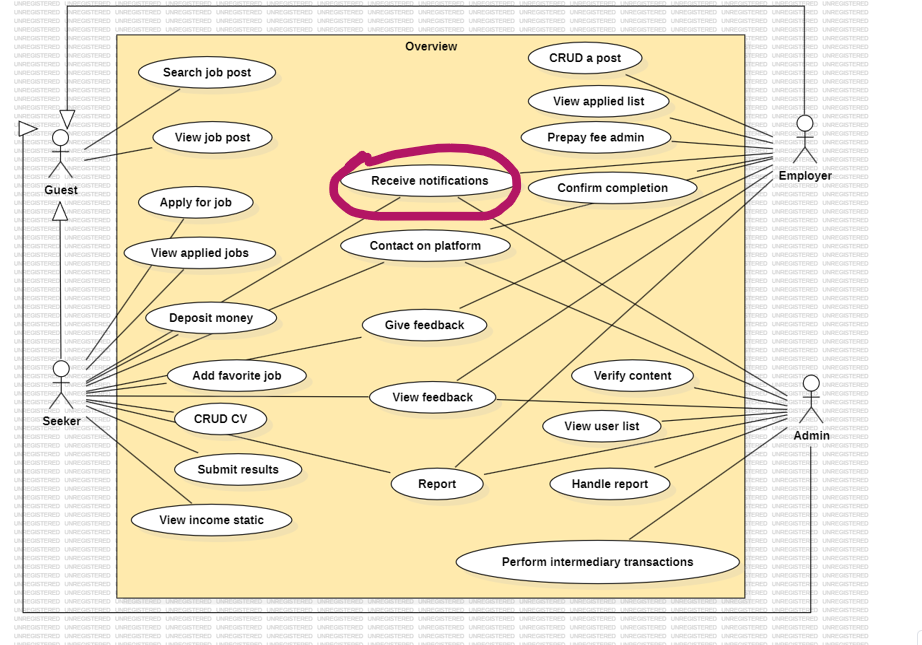 Overview
Search job post
View job post
Apply for job
View applied jobs
Deposit money
Add favorite job
CRUD CV
Submit results
View income static
Receive notifications
Contact on platform
Give feedback
View feedback
Report
CRUD a post
View applied list
Prepay fee admin
Confirm completion
Verify content
View user list
Handle report
Perform intermediary transactions
Guest
Seeker
Employer
Admin
UNREGISTERED